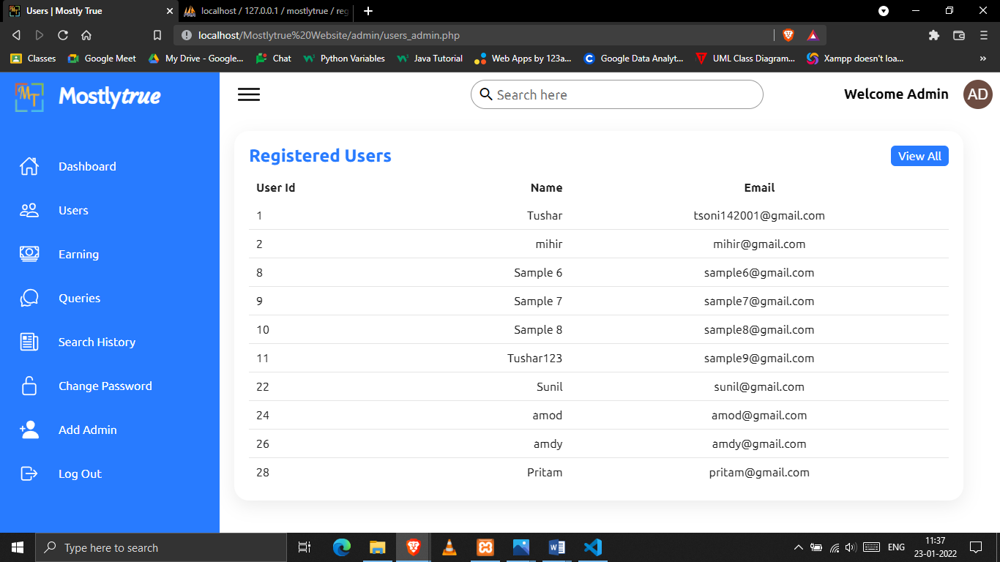 Users | Mostly True
localhost / 127.0.0.1 / mostlytrue / reg
localhost/Mostlytrue%20Website/admin/users_admin.php
Classes Google Meet My Drive - Google... Chat Python Variables Java Tutorial Web Apps by 123a... Google Data Analyt... UML Class Diagram... Xampp doesn't loa... »
MT Mostlytrue
Search here
Welcome Admin AD
Dashboard
Users
Earning
Queries
Search History
Change Password
Add Admin
Log Out
Registered Users View All
User Id Name Email
1 Tushar tsoni142001@gmail.com
2 mihir mihir@gmail.com
8 Sample 6 sample6@gmail.com
9 Sample 7 sample7@gmail.com
10 Sample 8 sample8@gmail.com
11 Tushar123 sample9@gmail.com
22 Sunil sunil@gmail.com
24 amod amod@gmail.com
26 amdy amdy@gmail.com
28 Pritam pritam@gmail.com
Type here to search
ENG
11:37
23-01-2022